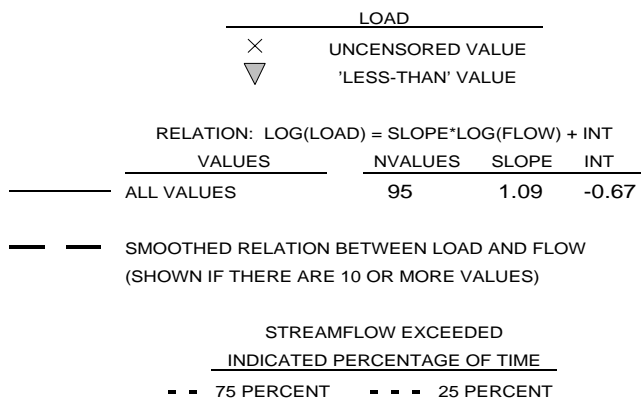 LOAD
UNCENSORED VALUE
'LESS-THAN' VALUE
RELATION: LOG(LOAD) = SLOPE*LOG(FLOW) + INT
VALUES NVALUES SLOPE INT
ALL VALUES 95 1.09 -0.67
SMOOTHED RELATION BETWEEN LOAD AND FLOW
(SHOWN IF THERE ARE 10 OR MORE VALUES)
STREAMFLOW EXCEEDED
INDICATED PERCENTAGE OF TIME
75 PERCENT 25 PERCENT